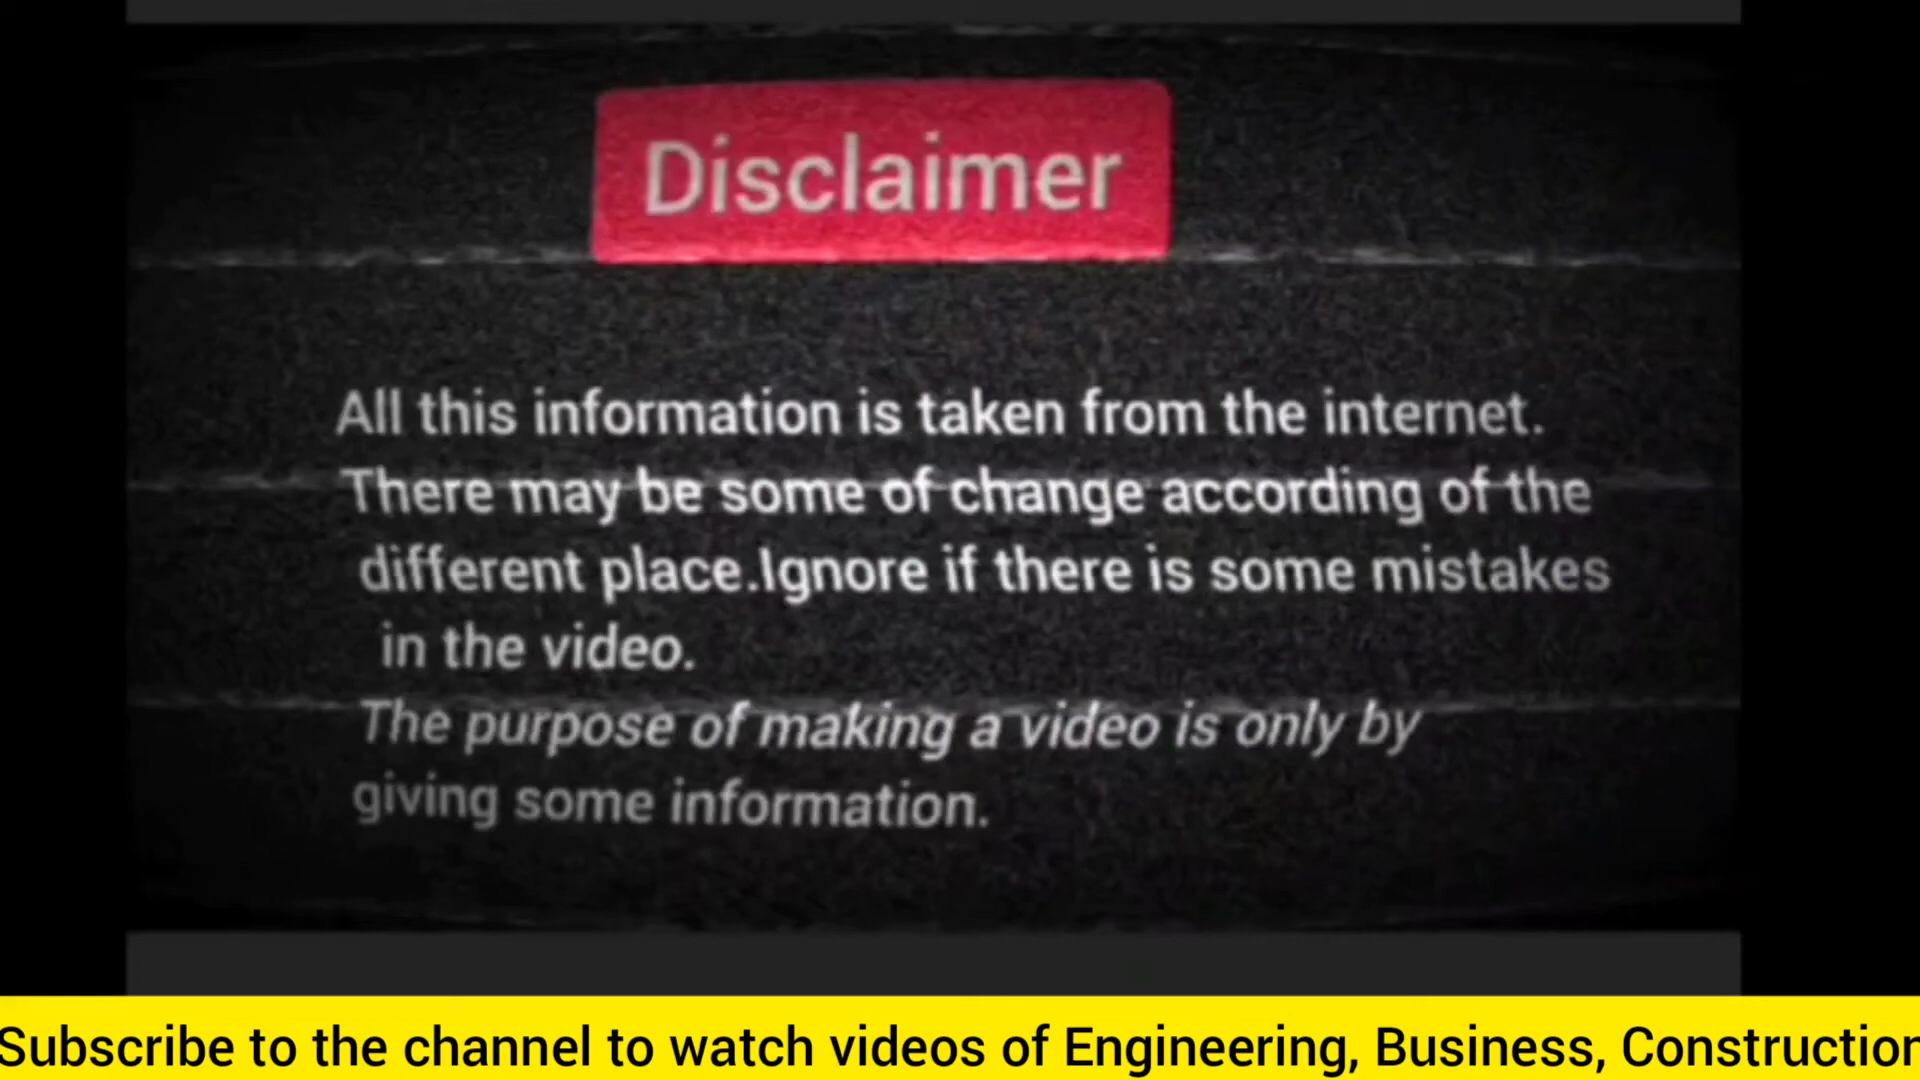 Disclaimer
All this information is taken from the internet.
There may be some of change according of the
different place.Ignore if there is some mistakes
in the video.
The purpose of making a video is only by
giving some information.
Subscribe to the channel to watch videos of Engineering, Business, Construction